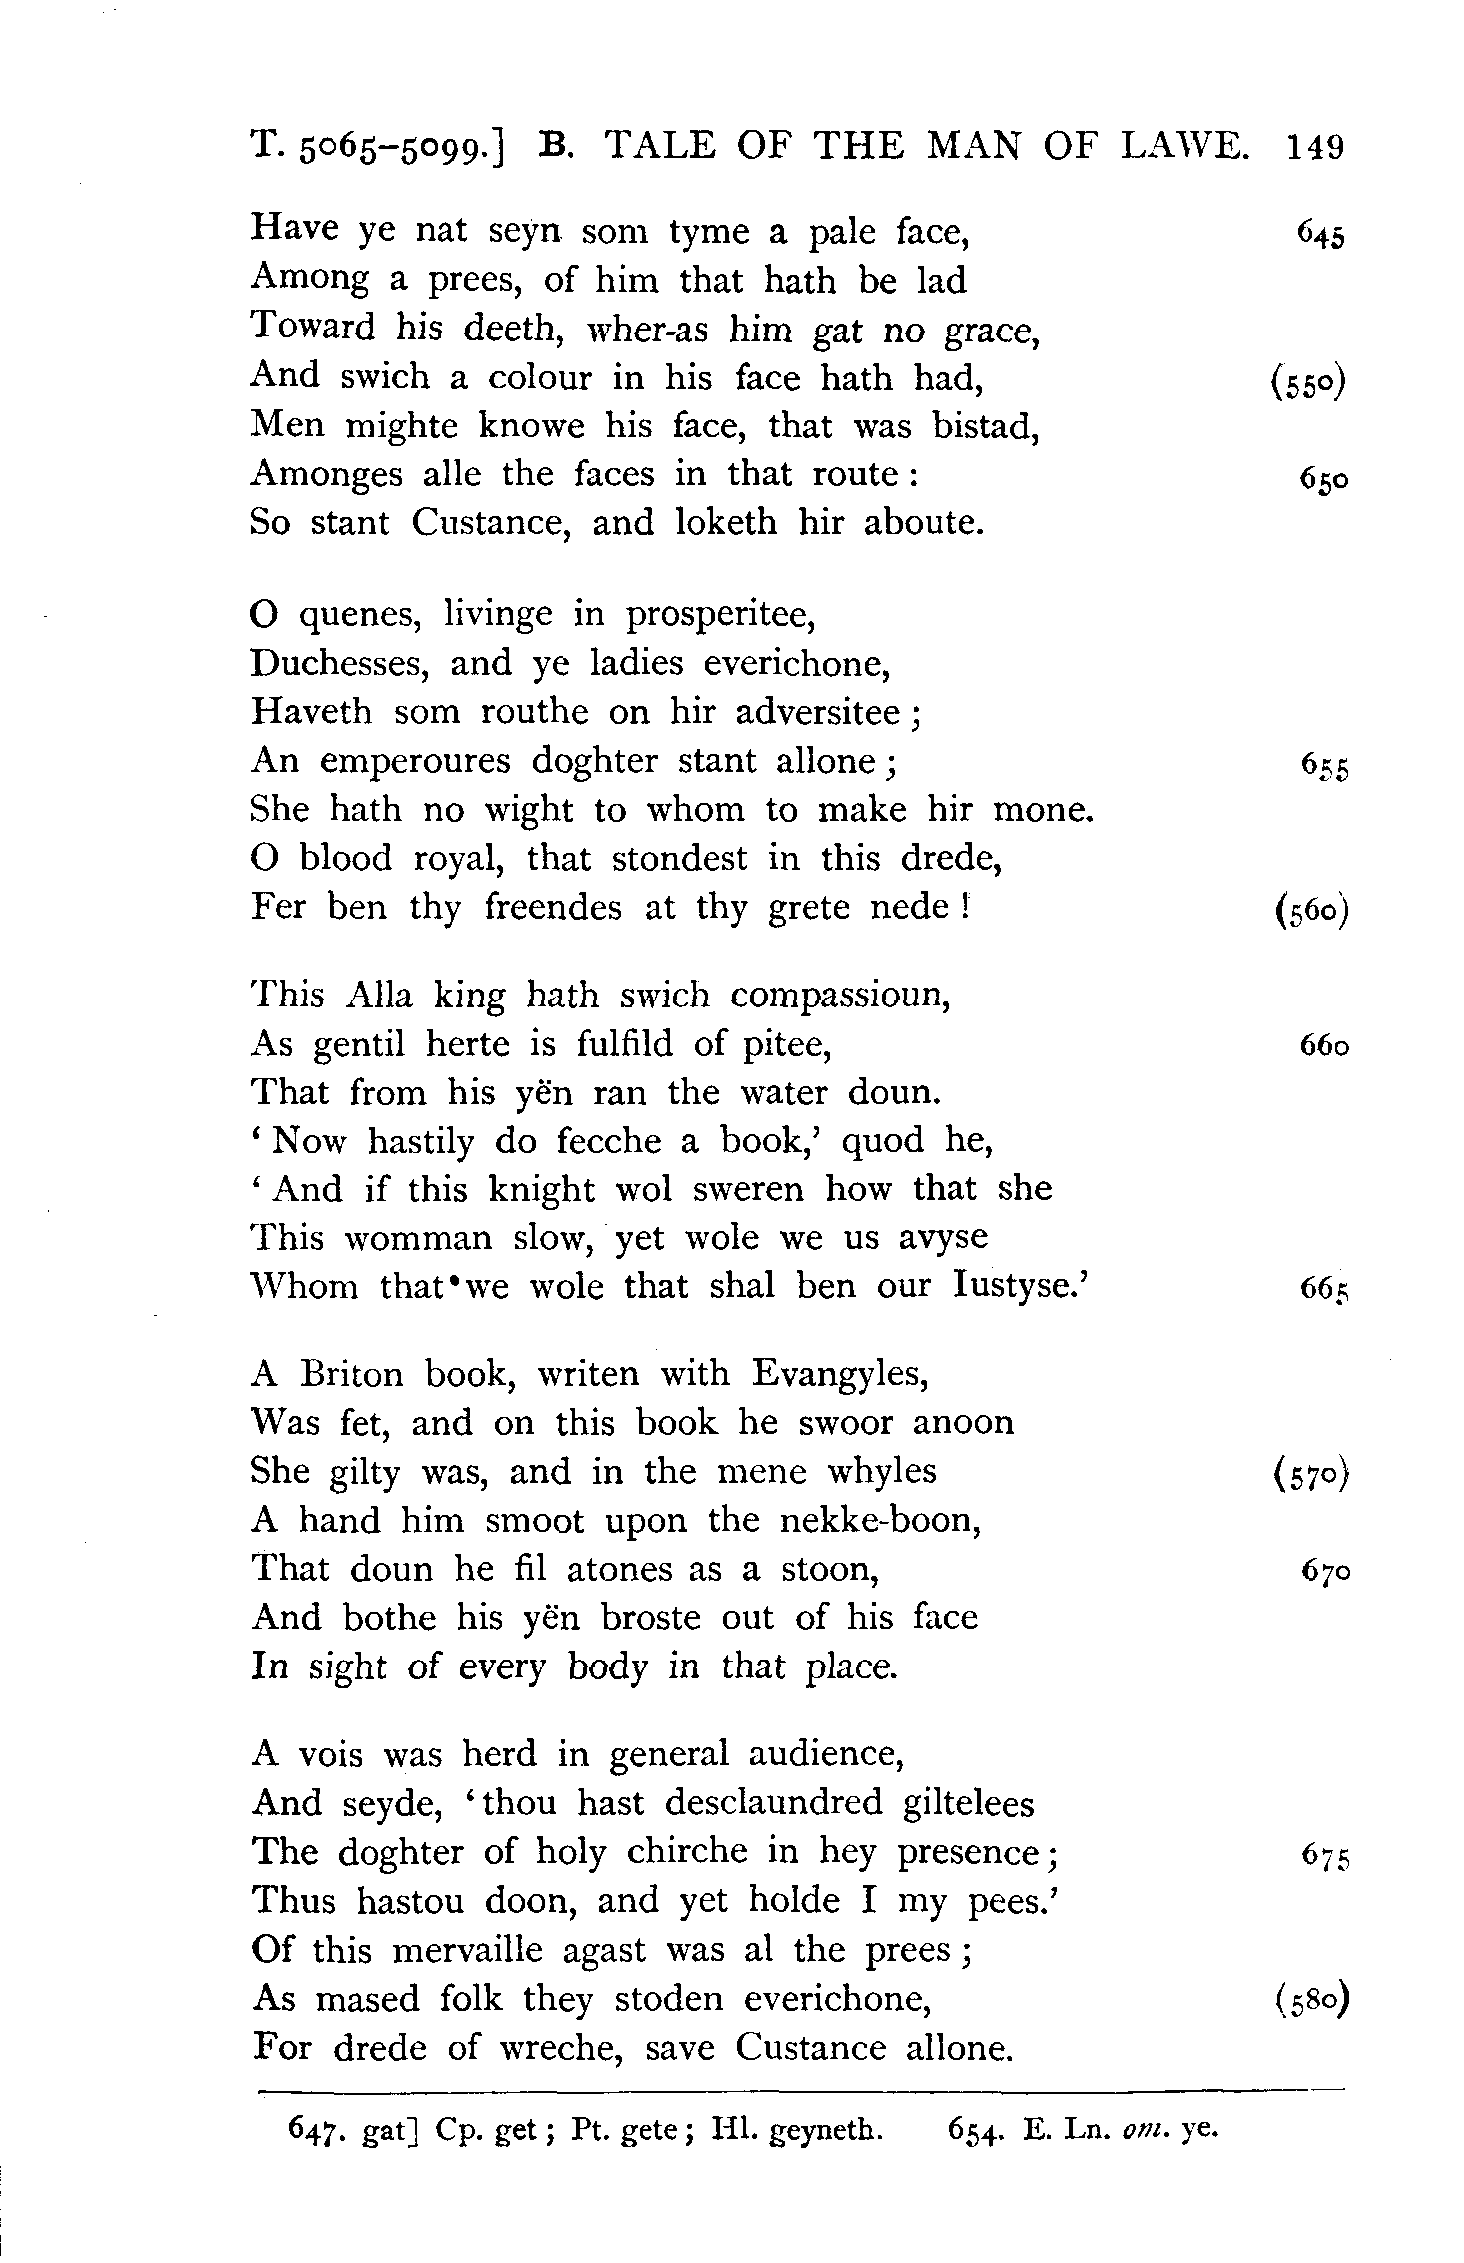 T. 5065–5099.] B. TALE OF THE MAN OF LAWE. 149
Have ye nat seyn som tyme a pale face, 645
Among a prees, of him that hath be lad
Toward his deeth, wher-as him gat no grace,
And swich a colour in his face hath had, (550)
Men mighte knowe his face, that was bistad,
Amonges alle the faces in that route : 650
So stant Custance, and loketh hir aboute.
O quenes, livinge in prosperitee,
Duchesses, and ye ladies everichone,
Haveth som routhe on hir adversitee ;
An emperoures doghter stant allone ; 655
She hath no wight to whom to make hir mone.
O blood royal, that stondest in this drede,
Fer ben thy freendes at thy grete nede ! (560)
This Alla king hath swich compassioun,
As gentil herte is fulfild of pitee, 660
That from his yën ran the water doun.
‘ Now hastily do fecche a book,’ quod he,
‘ And if this knight wol sweren how that she
This womman slow, yet wole we us avyse
Whom that we wole that shal ben our Iustyse.’ 665
A Briton book, writen with Evangyles,
Was fet, and on this book he swoor anoon
She gilty was, and in the mene whyles (570)
A hand him smoot upon the nekke-boon,
That doun he fil atones as a stoon, 670
And bothe his yën broste out of his face
In sight of every body in that place.
A vois was herd in general audience,
And seyde, ‘ thou hast desclaundred giltelees
The doghter of holy chirche in hey presence ; 675
Thus hastou doon, and yet holde I my pees.’
Of this mervaille agast was al the prees ;
As mased folk they stoden everichone, (580)
For drede of wreche, save Custance allone.
647. gat] Cp. get ; Pt. gete ; Hl. geyneth. 654. E. Ln. om. ye.